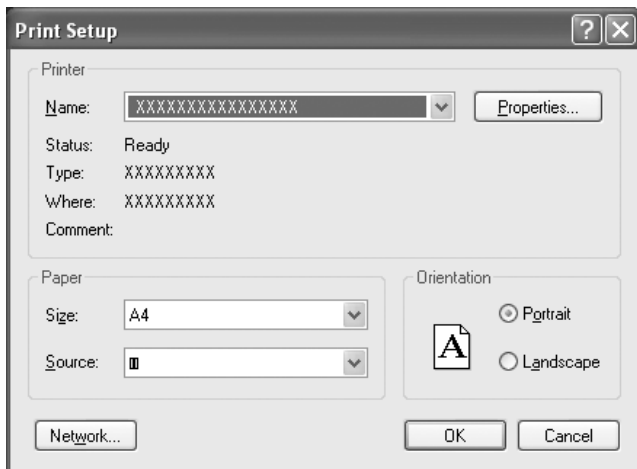 Print Setup
Printer
Name: XXXXXXXXXXXXXXXX Properties...
Status: Ready
Type: XXXXXXXXX
Where: XXXXXXXXX
Comment:
Paper
Size: A4
Source:
Orientation
A
Portrait
Landscape
Network... OK Cancel